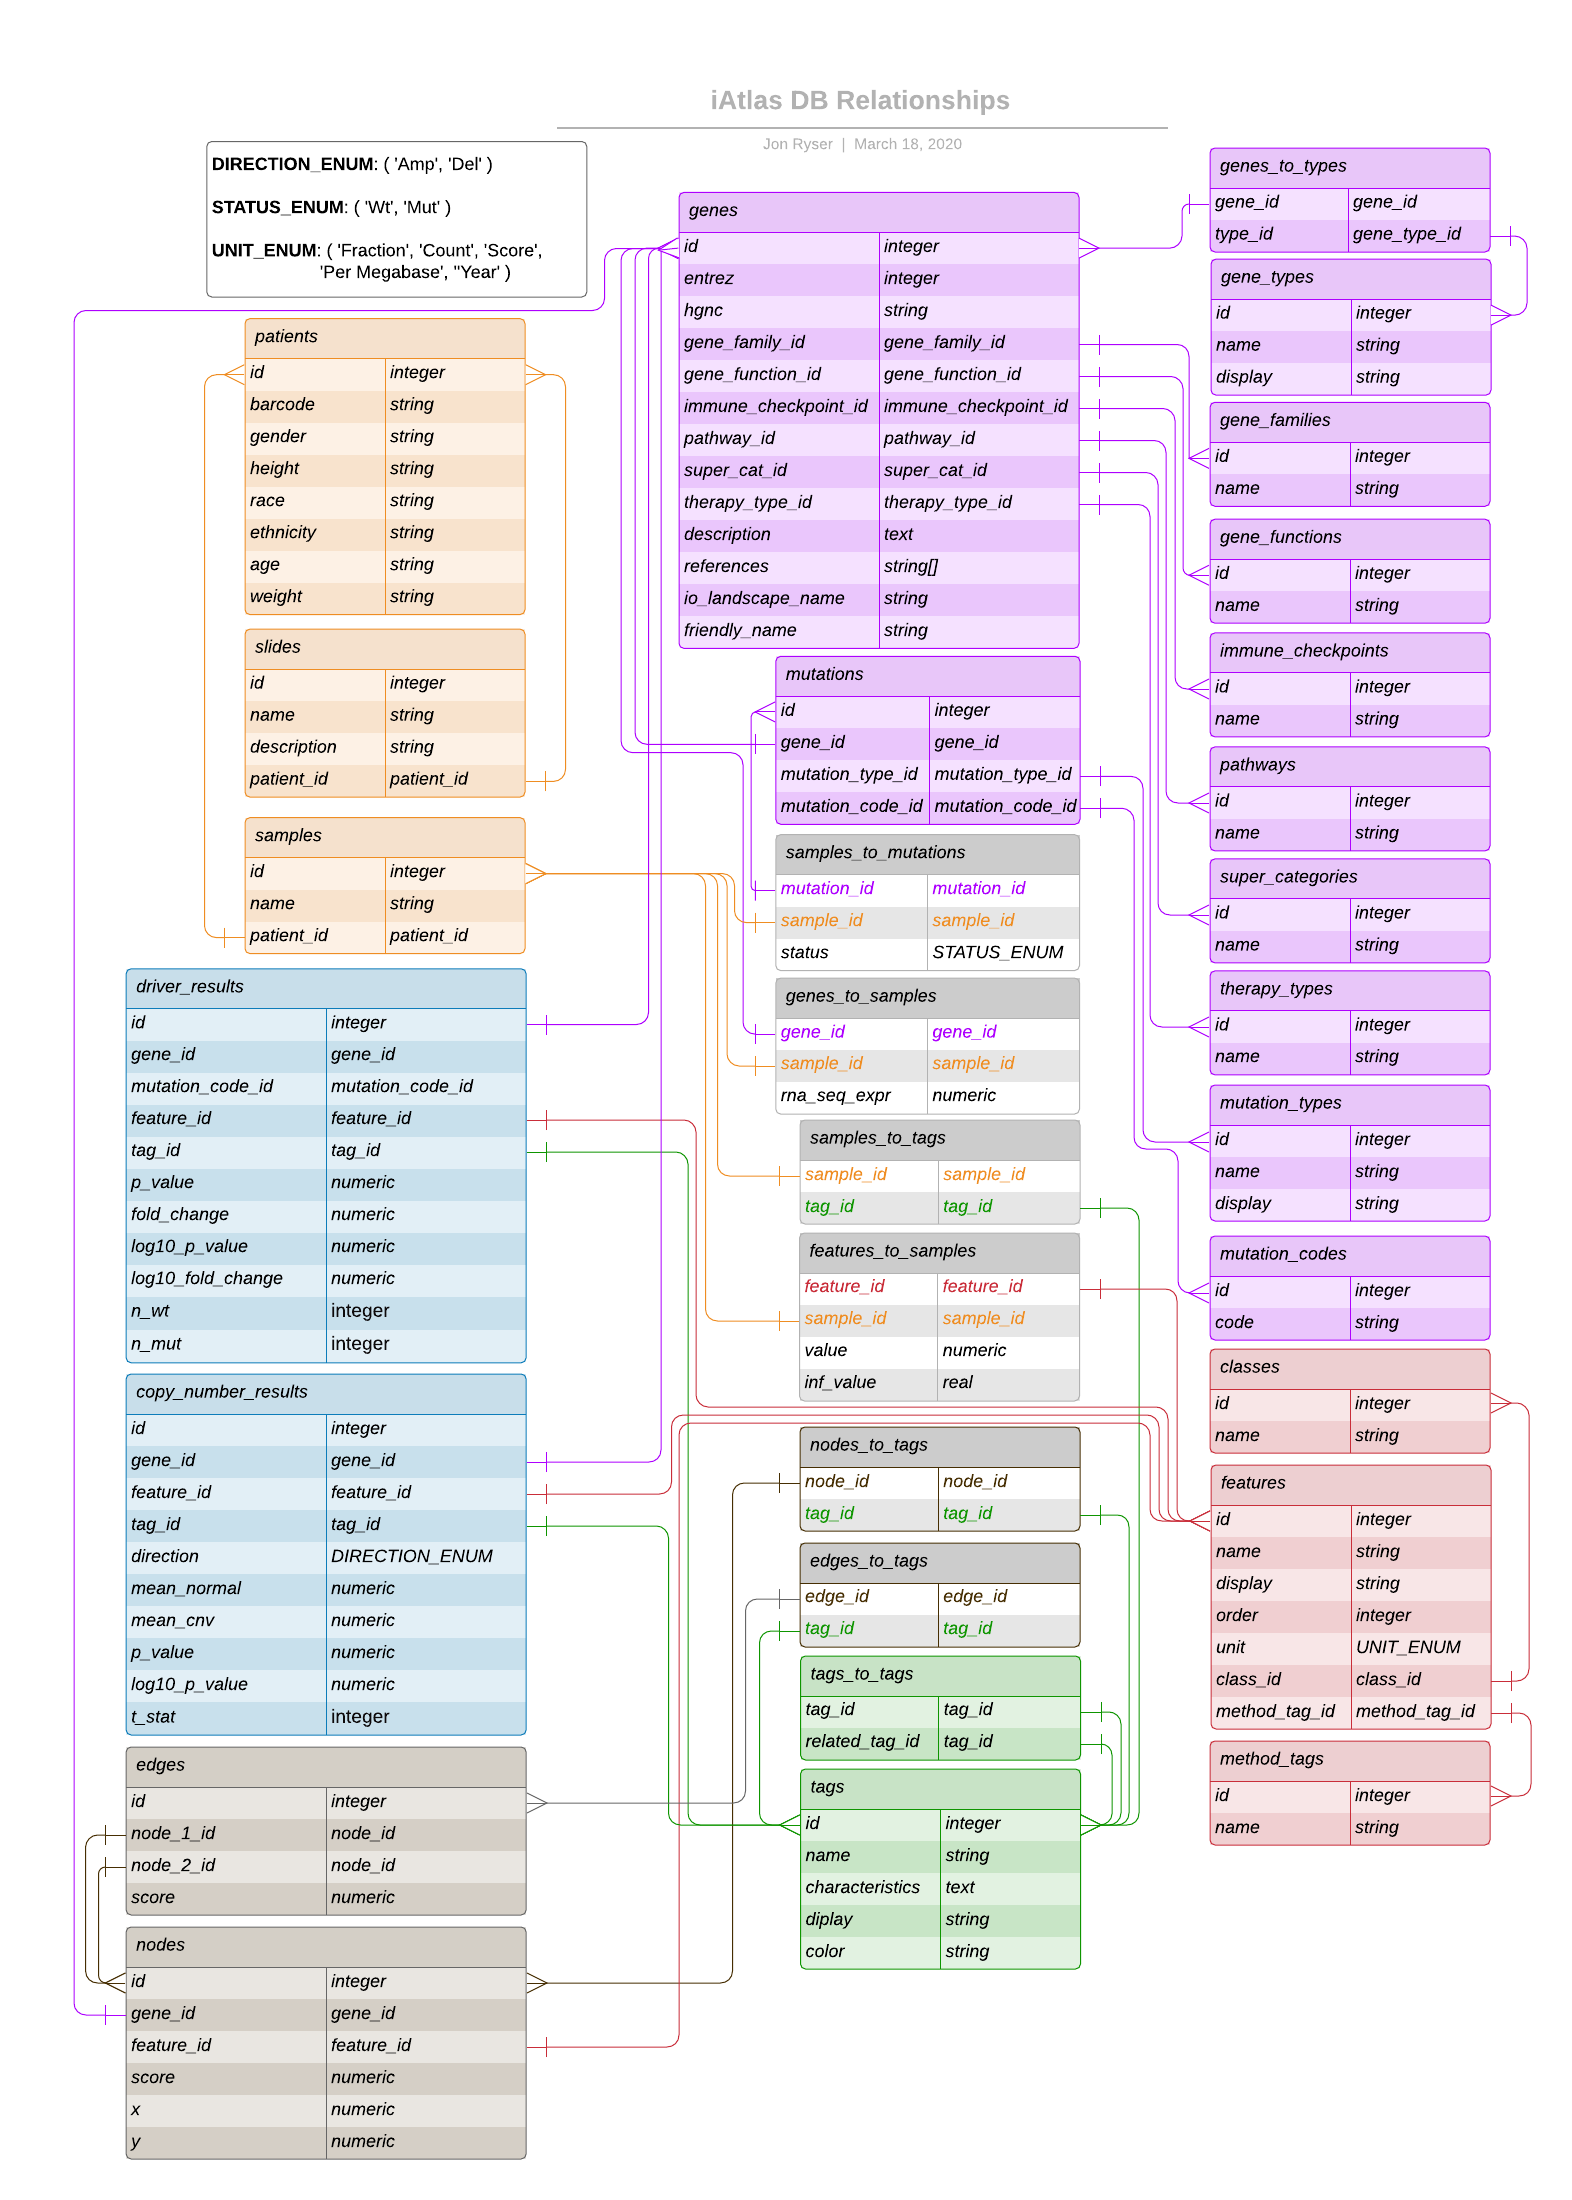 iAtlas DB Relationships
Jon Ryser | March 18, 2020
DIRECTION_ENUM: ( 'Amp', 'Del' )
STATUS_ENUM: ( 'Wt', 'Mut' )
UNIT_ENUM: ( 'Fraction', 'Count', 'Score',
'Per Megabase', "Year' )
patients
id integer
barcode string
gender string
height string
race string
ethnicity string
age string
weight string
slides
id integer
name string
description string
patient_id patient_id
samples
id integer
name string
patient_id patient_id
driver_results
id integer
gene_id gene_id
mutation_code_id mutation_code_id
feature_id feature_id
tag_id tag_id
p_value numeric
fold_change numeric
log10_p_value numeric
log10_fold_change numeric
n_wt integer
n_mut integer
copy_number_results
id integer
gene_id gene_id
feature_id feature_id
tag_id tag_id
direction DIRECTION_ENUM
mean_normal numeric
mean_cnv numeric
p_value numeric
log10_p_value numeric
t_stat integer
edges
id integer
node_1_id node_id
node_2_id node_id
score numeric
nodes
id integer
gene_id gene_id
feature_id feature_id
score numeric
x numeric
y numeric
genes
id integer
entrez integer
hgnc string
gene_family_id gene_family_id
gene_function_id gene_function_id
immune_checkpoint_id immune_checkpoint_id
pathway_id pathway_id
super_cat_id super_cat_id
therapy_type_id therapy_type_id
description text
references string[]
io_landscape_name string
friendly_name string
mutations
id integer
gene_id gene_id
mutation_type_id mutation_type_id
mutation_code_id mutation_code_id
samples_to_mutations
mutation_id mutation_id
sample_id sample_id
status STATUS_ENUM
genes_to_samples
gene_id gene_id
sample_id sample_id
rna_seq_expr numeric
samples_to_tags
sample_id sample_id
tag_id tag_id
features_to_samples
feature_id feature_id
sample_id sample_id
value numeric
inf_value real
nodes_to_tags
node_id node_id
tag_id tag_id
edges_to_tags
edge_id edge_id
tag_id tag_id
tags_to_tags
tag_id tag_id
related_tag_id tag_id
tags
id integer
name string
characteristics text
diplay string
color string
genes_to_types
gene_id gene_id
type_id gene_type_id
gene_types
id integer
name string
display string
gene_families
id integer
name string
gene_functions
id integer
name string
immune_checkpoints
id integer
name string
pathways
id integer
name string
super_categories
id integer
name string
therapy_types
id integer
name string
mutation_types
id integer
name string
display string
mutation_codes
id integer
code string
classes
id integer
name string
features
id integer
name string
display string
order integer
unit UNIT_ENUM
class_id class_id
method_tag_id method_tag_id
method_tags
id integer
name string